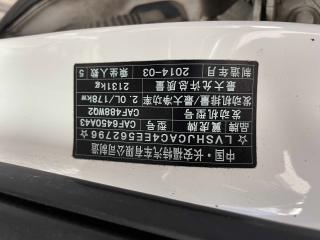 中国·长安福特汽车有限公司制造
☆LVSHJCAC4EE562796☆
品牌 翼虎牌 型号 CAF6450A43
发动机型号 CAF488WQ2
发动机排量/最大净功率 2.0L/178kw
最大允许总质量 2131kg
制造年月 2014-03 乘坐人数 5